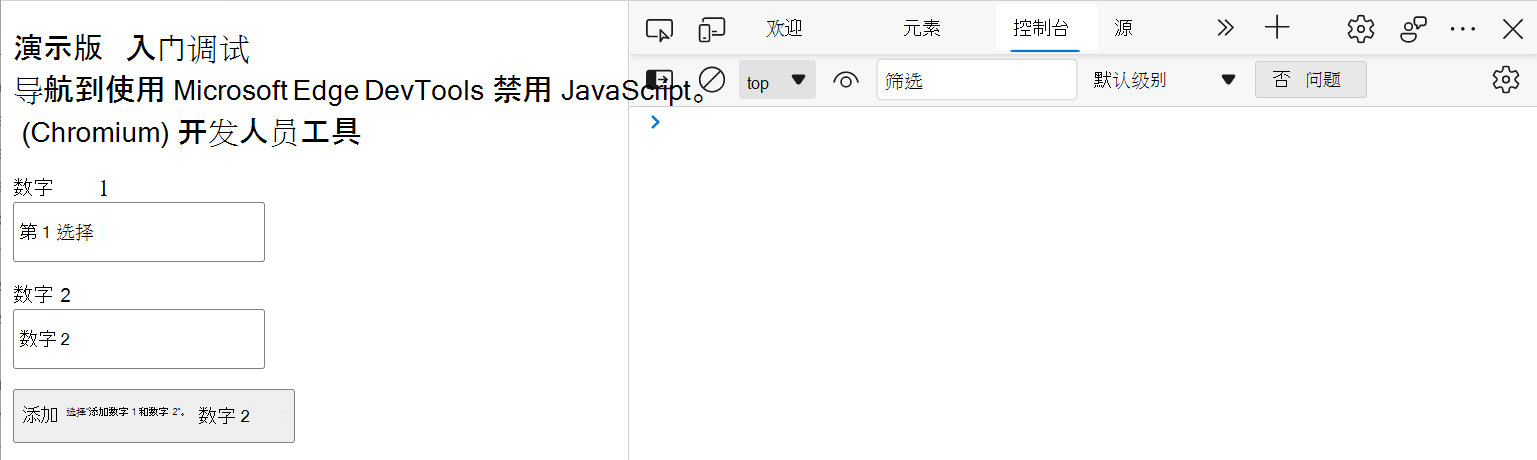 演示版 入门调试
导航到使用 Microsoft Edge DevTools 禁用 JavaScript。
(Chromium) 开发人员工具
数字 1
第 1 选择
数字 2
数字 2
添加 选择“添加数字 1 和数字 2”。 数字 2
欢迎 元素 控制台 源
top 筛选 默认级别 否 问题